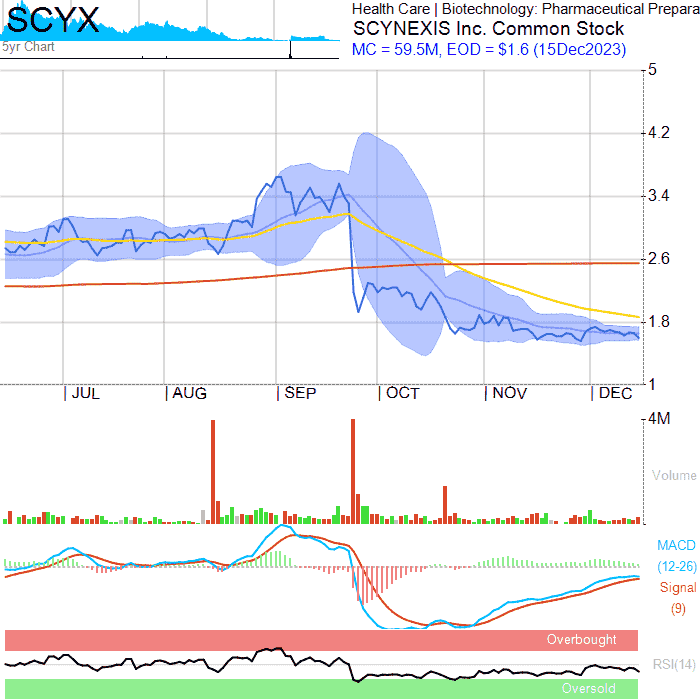 SCYX
5yr Chart
Health Care | Biotechnology: Pharmaceutical Prepara
SCYNEXIS Inc. Common Stock
MC = 59.5M, EOD = $1.6 (15Dec2023)
5
4.2
3.4
2.6
1.8
1
JUL
AUG
SEP
OCT
NOV
DEC
4M
Volume
MACD
(12-26)
Signal
(9)
Overbought
RSI(14)
Oversold